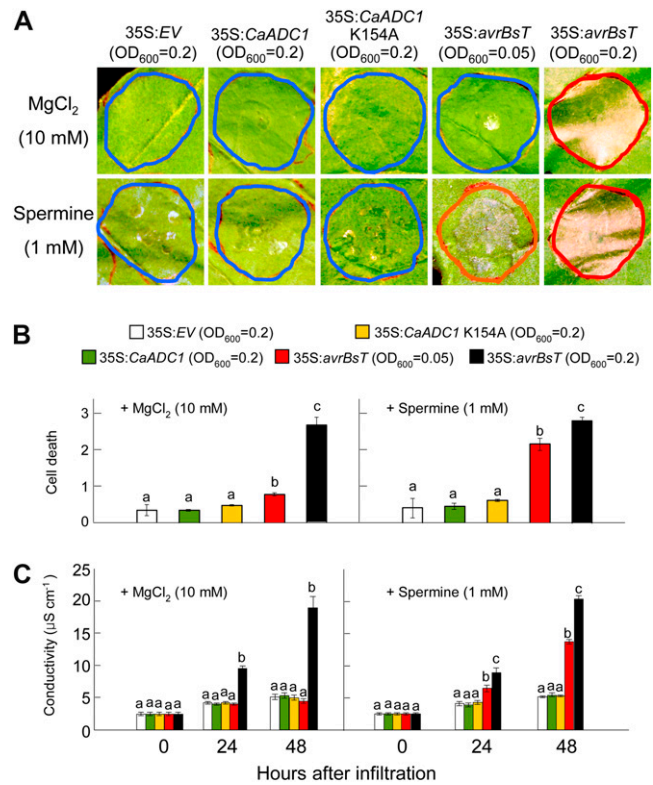 A
35S:EV (OD600=0.2)
35S:CaADC1 (OD600=0.2)
35S:CaADC1 K154A (OD600=0.2)
35S:avrBsT (OD600=0.05)
35S:avrBsT (OD600=0.2)
MgCl2 (10 mM)
Spermine (1 mM)
B
35S:EV (OD600=0.2)
35S:CaADC1 K154A (OD600=0.2)
35S:CaADC1 (OD600=0.2)
35S:avrBsT (OD600=0.05)
35S:avrBsT (OD600=0.2)
Cell death
3
2
1
0
+ MgCl2 (10 mM)
a a a b c
+ Spermine (1 mM)
a a a b c
C
Conductivity (µS cm-1)
25
20
15
10
5
0
+ MgCl2 (10 mM)
a a a a a
a a a a b
a a a a b
+ Spermine (1 mM)
a a a a a
a a a b c
a a a b c
0 24 48 0 24 48
Hours after infiltration